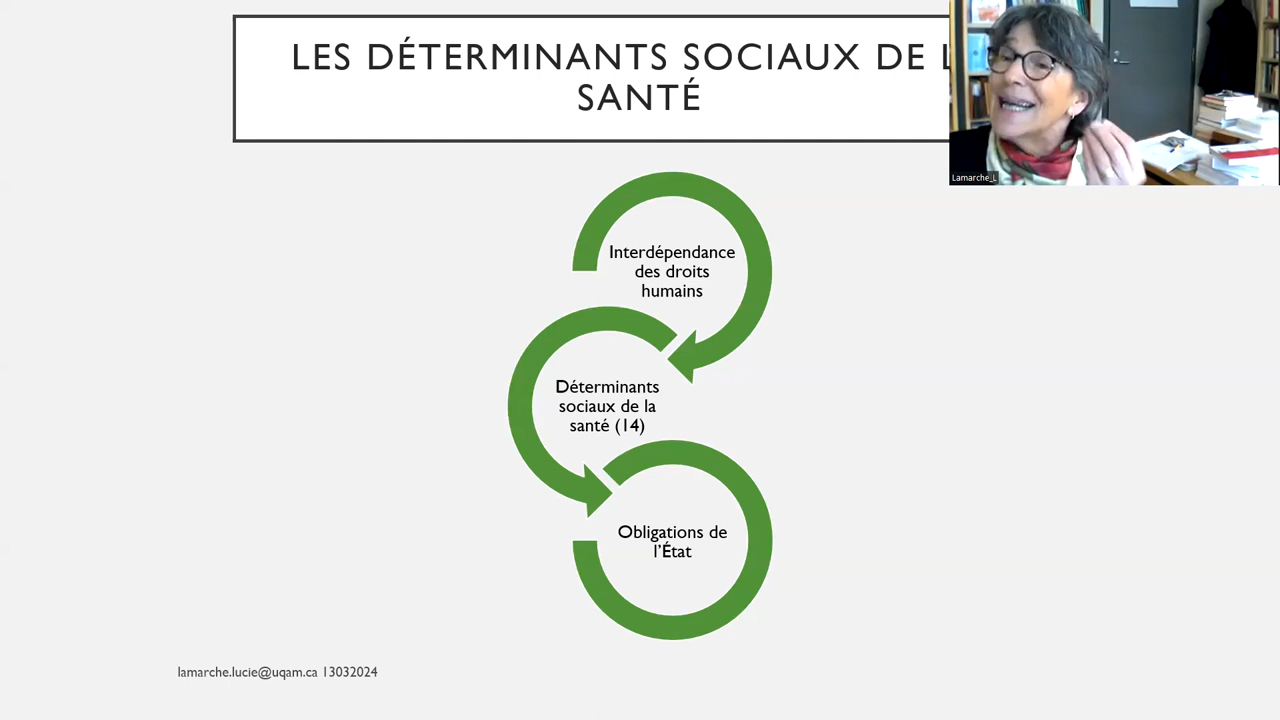 LES DÉTERMINANTS SOCIAUX DE L
SANTÉ
Lamarche_L
Interdépendance
des droits
humains
Déterminants
sociaux de la
santé (14)
Obligations de
l'État
lamarche.lucie@uqam.ca 13032024